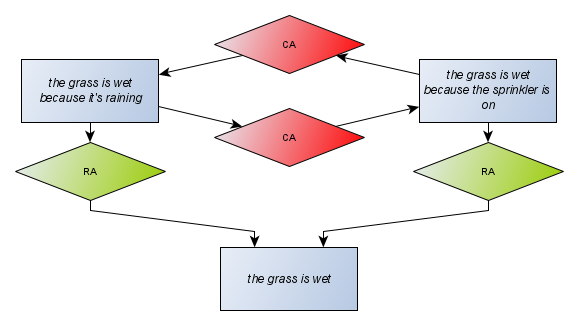 CA
the grass is wet
because it's raining
the grass is wet
because the sprinkler is
on
CA
RA
RA
the grass is wet